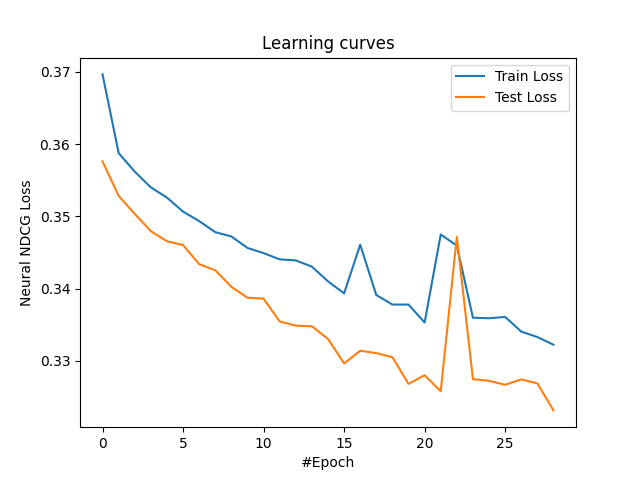 Learning curves
Train Loss
Test Loss
0.37
0.36
0.35
0.34
0.33
Neural NDCG Loss
0 5 10 15 20 25
#Epoch